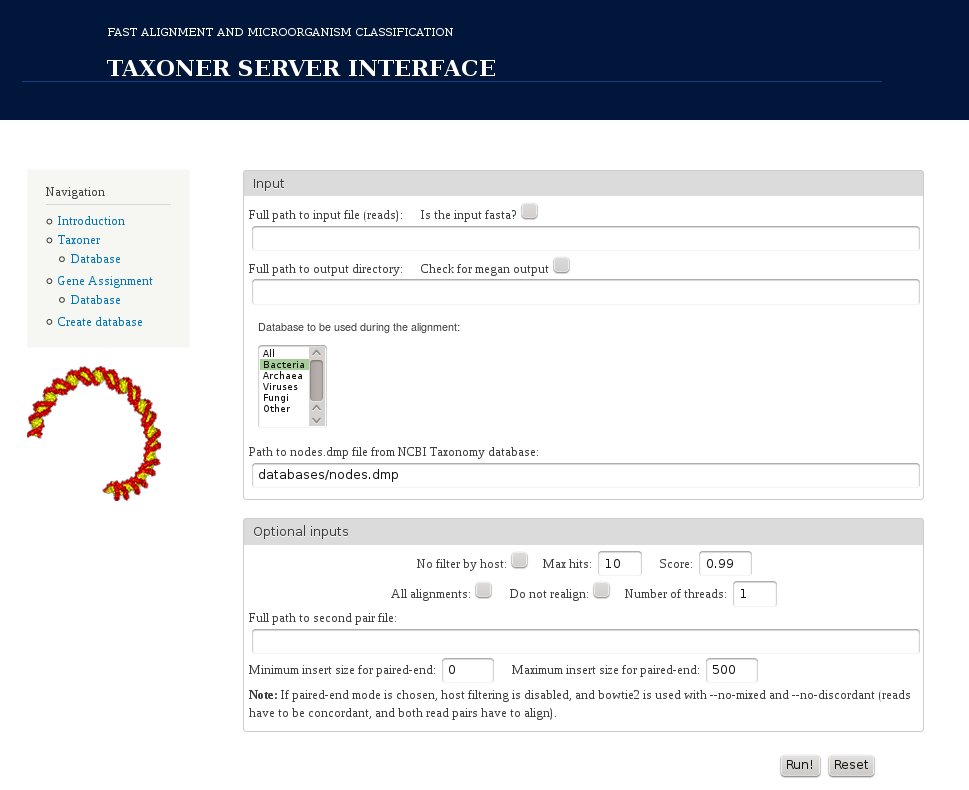 FAST ALIGNMENT AND MICROORGANISM CLASSIFICATION
TAXONER SERVER INTERFACE
Navigation
Introduction
Taxoner
Database
Gene Assignment
Database
Create database
Input
Full path to input file (reads): Is the input fasta?
Full path to output directory: Check for megan output
Database to be used during the alignment:
All
Bacteria
Archaea
Viruses
Fungi
Other
Path to nodes.dmp file from NCBI Taxonomy database:
databases/nodes.dmp
Optional inputs
No filter by host: Max hits: 10 Score: 0.99
All alignments: Do not realign: Number of threads: 1
Full path to second pair file:
Minimum insert size for paired-end: 0 Maximum insert size for paired-end: 500
Note: If paired-end mode is chosen, host filtering is disabled, and bowtie2 is used with --no-mixed and --no-discordant (reads
have to be concordant, and both read pairs have to align).
Run! Reset